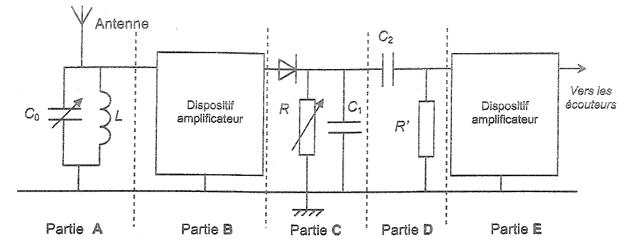 Antenne
C₀
L
Dispositif
amplificateur
R
C₁
C₂
R'
Dispositif
amplificateur
Vers les
écouteurs
Partie A
Partie B
Partie C
Partie D
Partie E